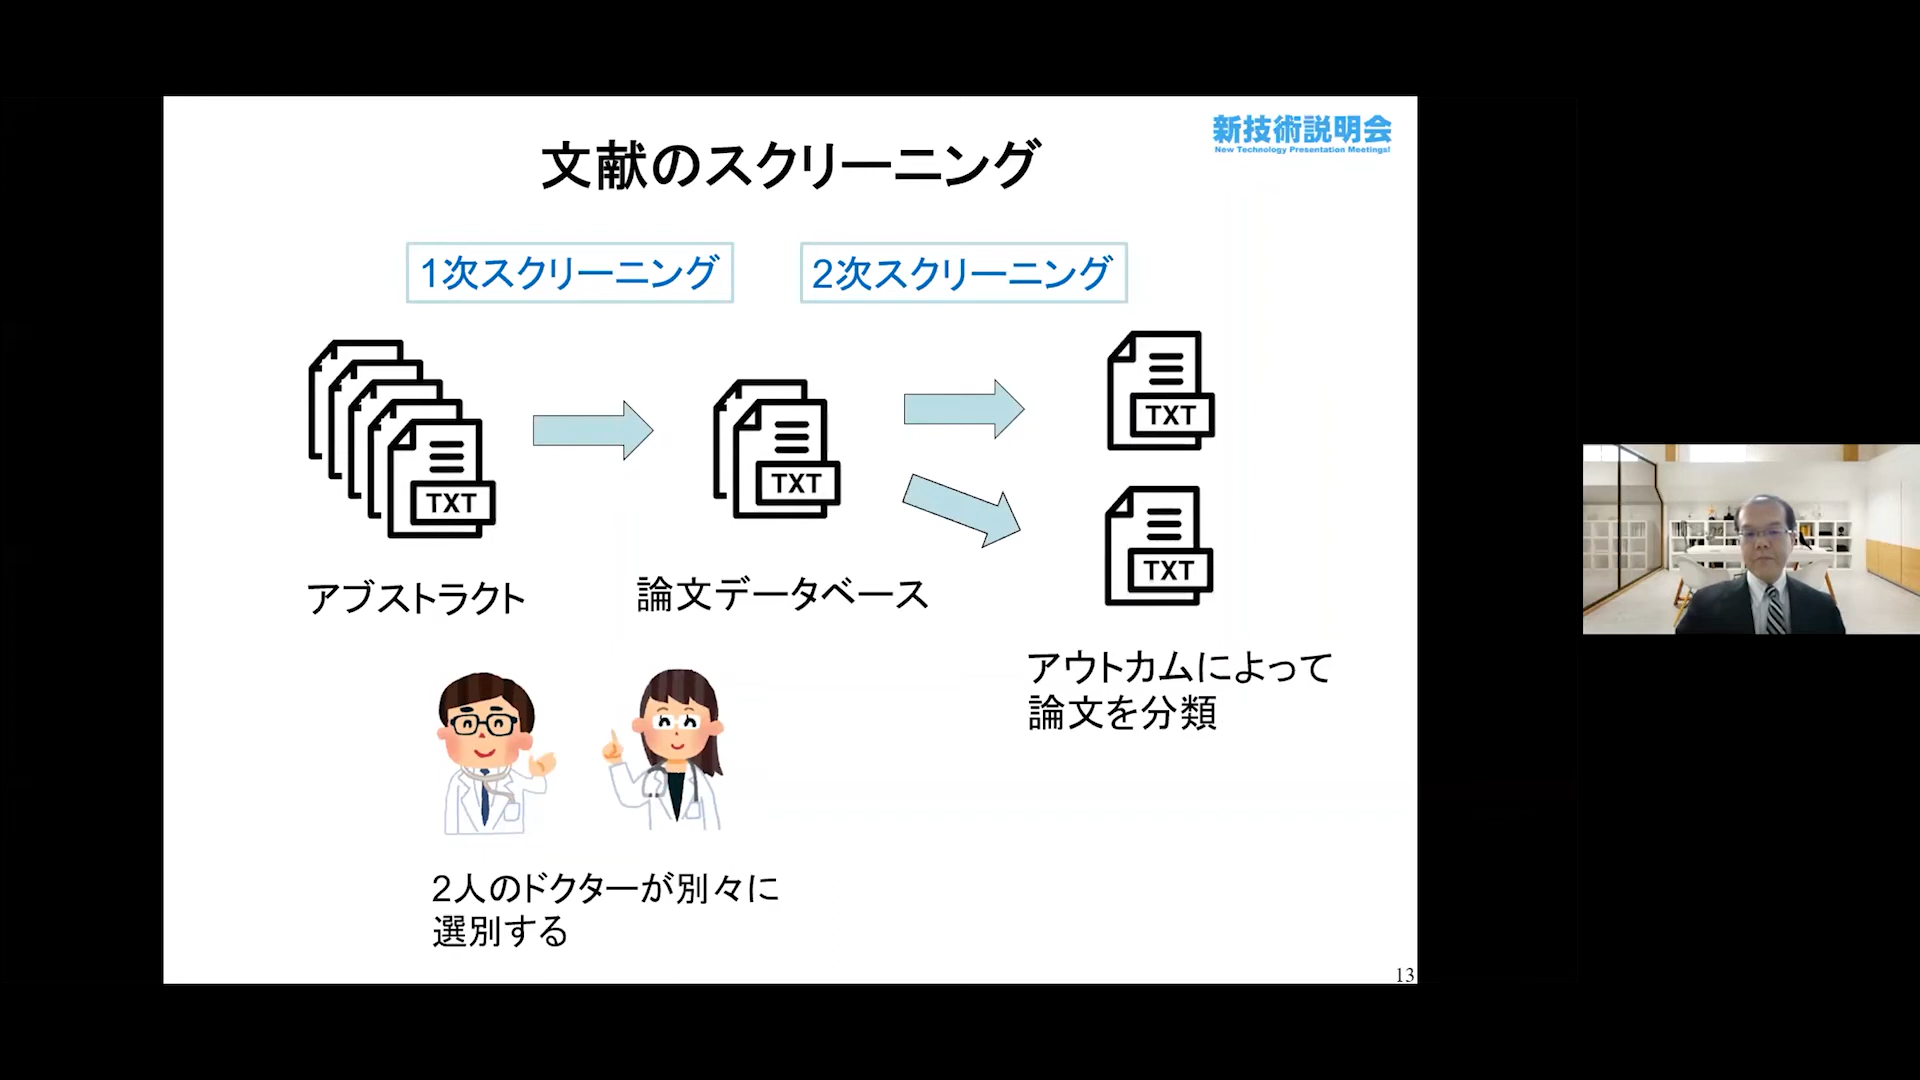 新技術説明会
New Technology Presentation Meetings!
文献のスクリーニング
1次スクリーニング
2次スクリーニング
TXT
TXT
TXT
TXT
アブストラクト
論文データベース
アウトカムによって
論文を分類
2人のドクターが別々に
選別する
13